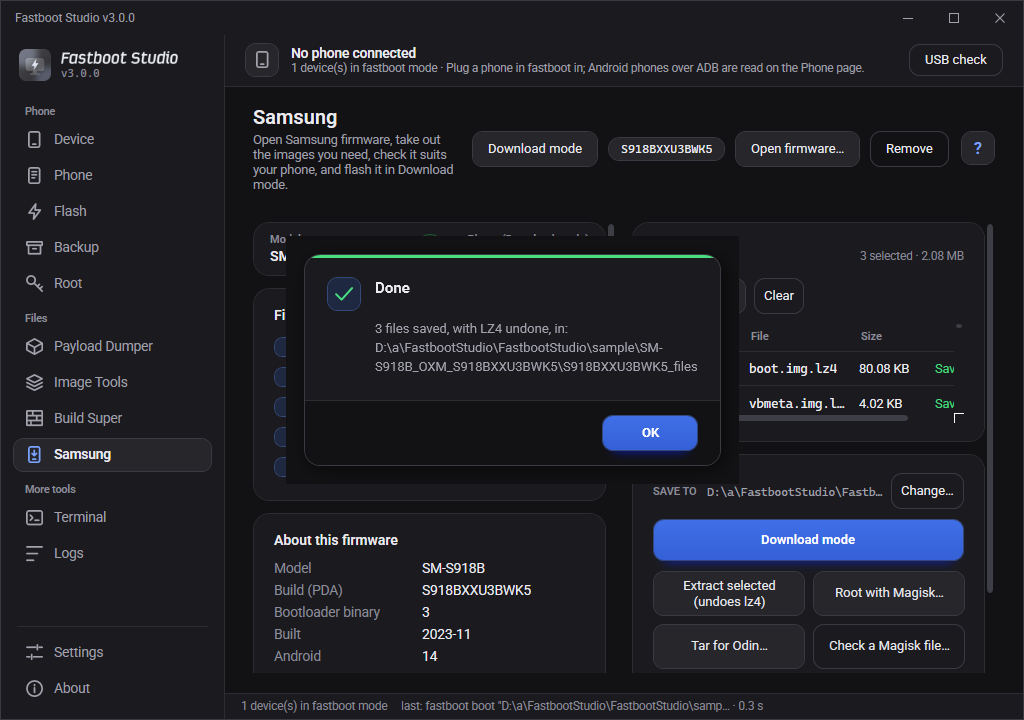 Fastboot Studio v3.0.0
Fastboot Studio
v3.0.0
No phone connected
1 device(s) in fastboot mode · Plug a phone in fastboot in; Android phones over ADB are read on the Phone page.
USB check
Phone
Device
Phone
Flash
Backup
Root
Files
Payload Dumper
Image Tools
Build Super
Samsung
More tools
Terminal
Logs
Settings
About
Samsung
Open Samsung firmware, take out
the images you need, check it suits
your phone, and flash it in Download
mode.
Download mode
S918BXXU3BWK5
Open firmware…
Remove
?
3 selected · 2.08 MB
Clear
File Size
boot.img.lz4 80.08 KB
vbmeta.img.l… 4.02 KB
Done
3 files saved, with LZ4 undone, in:
D:\a\FastbootStudio\FastbootStudio\sample\SM-
S918B_OXM_S918BXXU3BWK5\S918BXXU3BWK5_files
OK
SAVE TO D:\a\FastbootStudio\Fastb…
Change…
Download mode
Extract selected
(undoes lz4)
Root with Magisk…
Tar for Odin…
Check a Magisk file…
About this firmware
Model SM-S918B
Build (PDA) S918BXXU3BWK5
Bootloader binary 3
Built 2023-11
Android 14
1 device(s) in fastboot mode last: fastboot boot "D:\a\FastbootStudio\FastbootStudio\samp… · 0.3 s